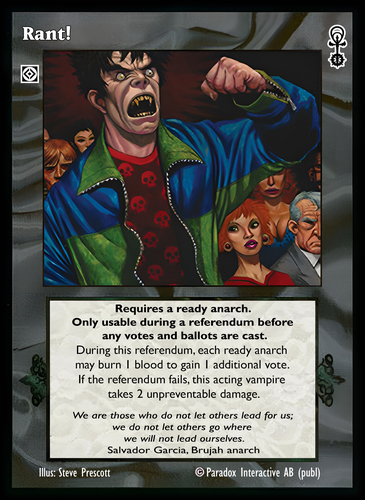 Rant!
Requires a ready anarch.
Only usable during a referendum before
any votes and ballots are cast.
During this referendum, each ready anarch
may burn 1 blood to gain 1 additional vote.
If the referendum fails, this acting vampire
takes 2 unpreventable damage.
We are those who do not let others lead for us;
we do not let others go where
we will not lead ourselves.
Salvador Garcia, Brujah anarch
Illus: Steve Prescott © Paradox Interactive AB (publ)